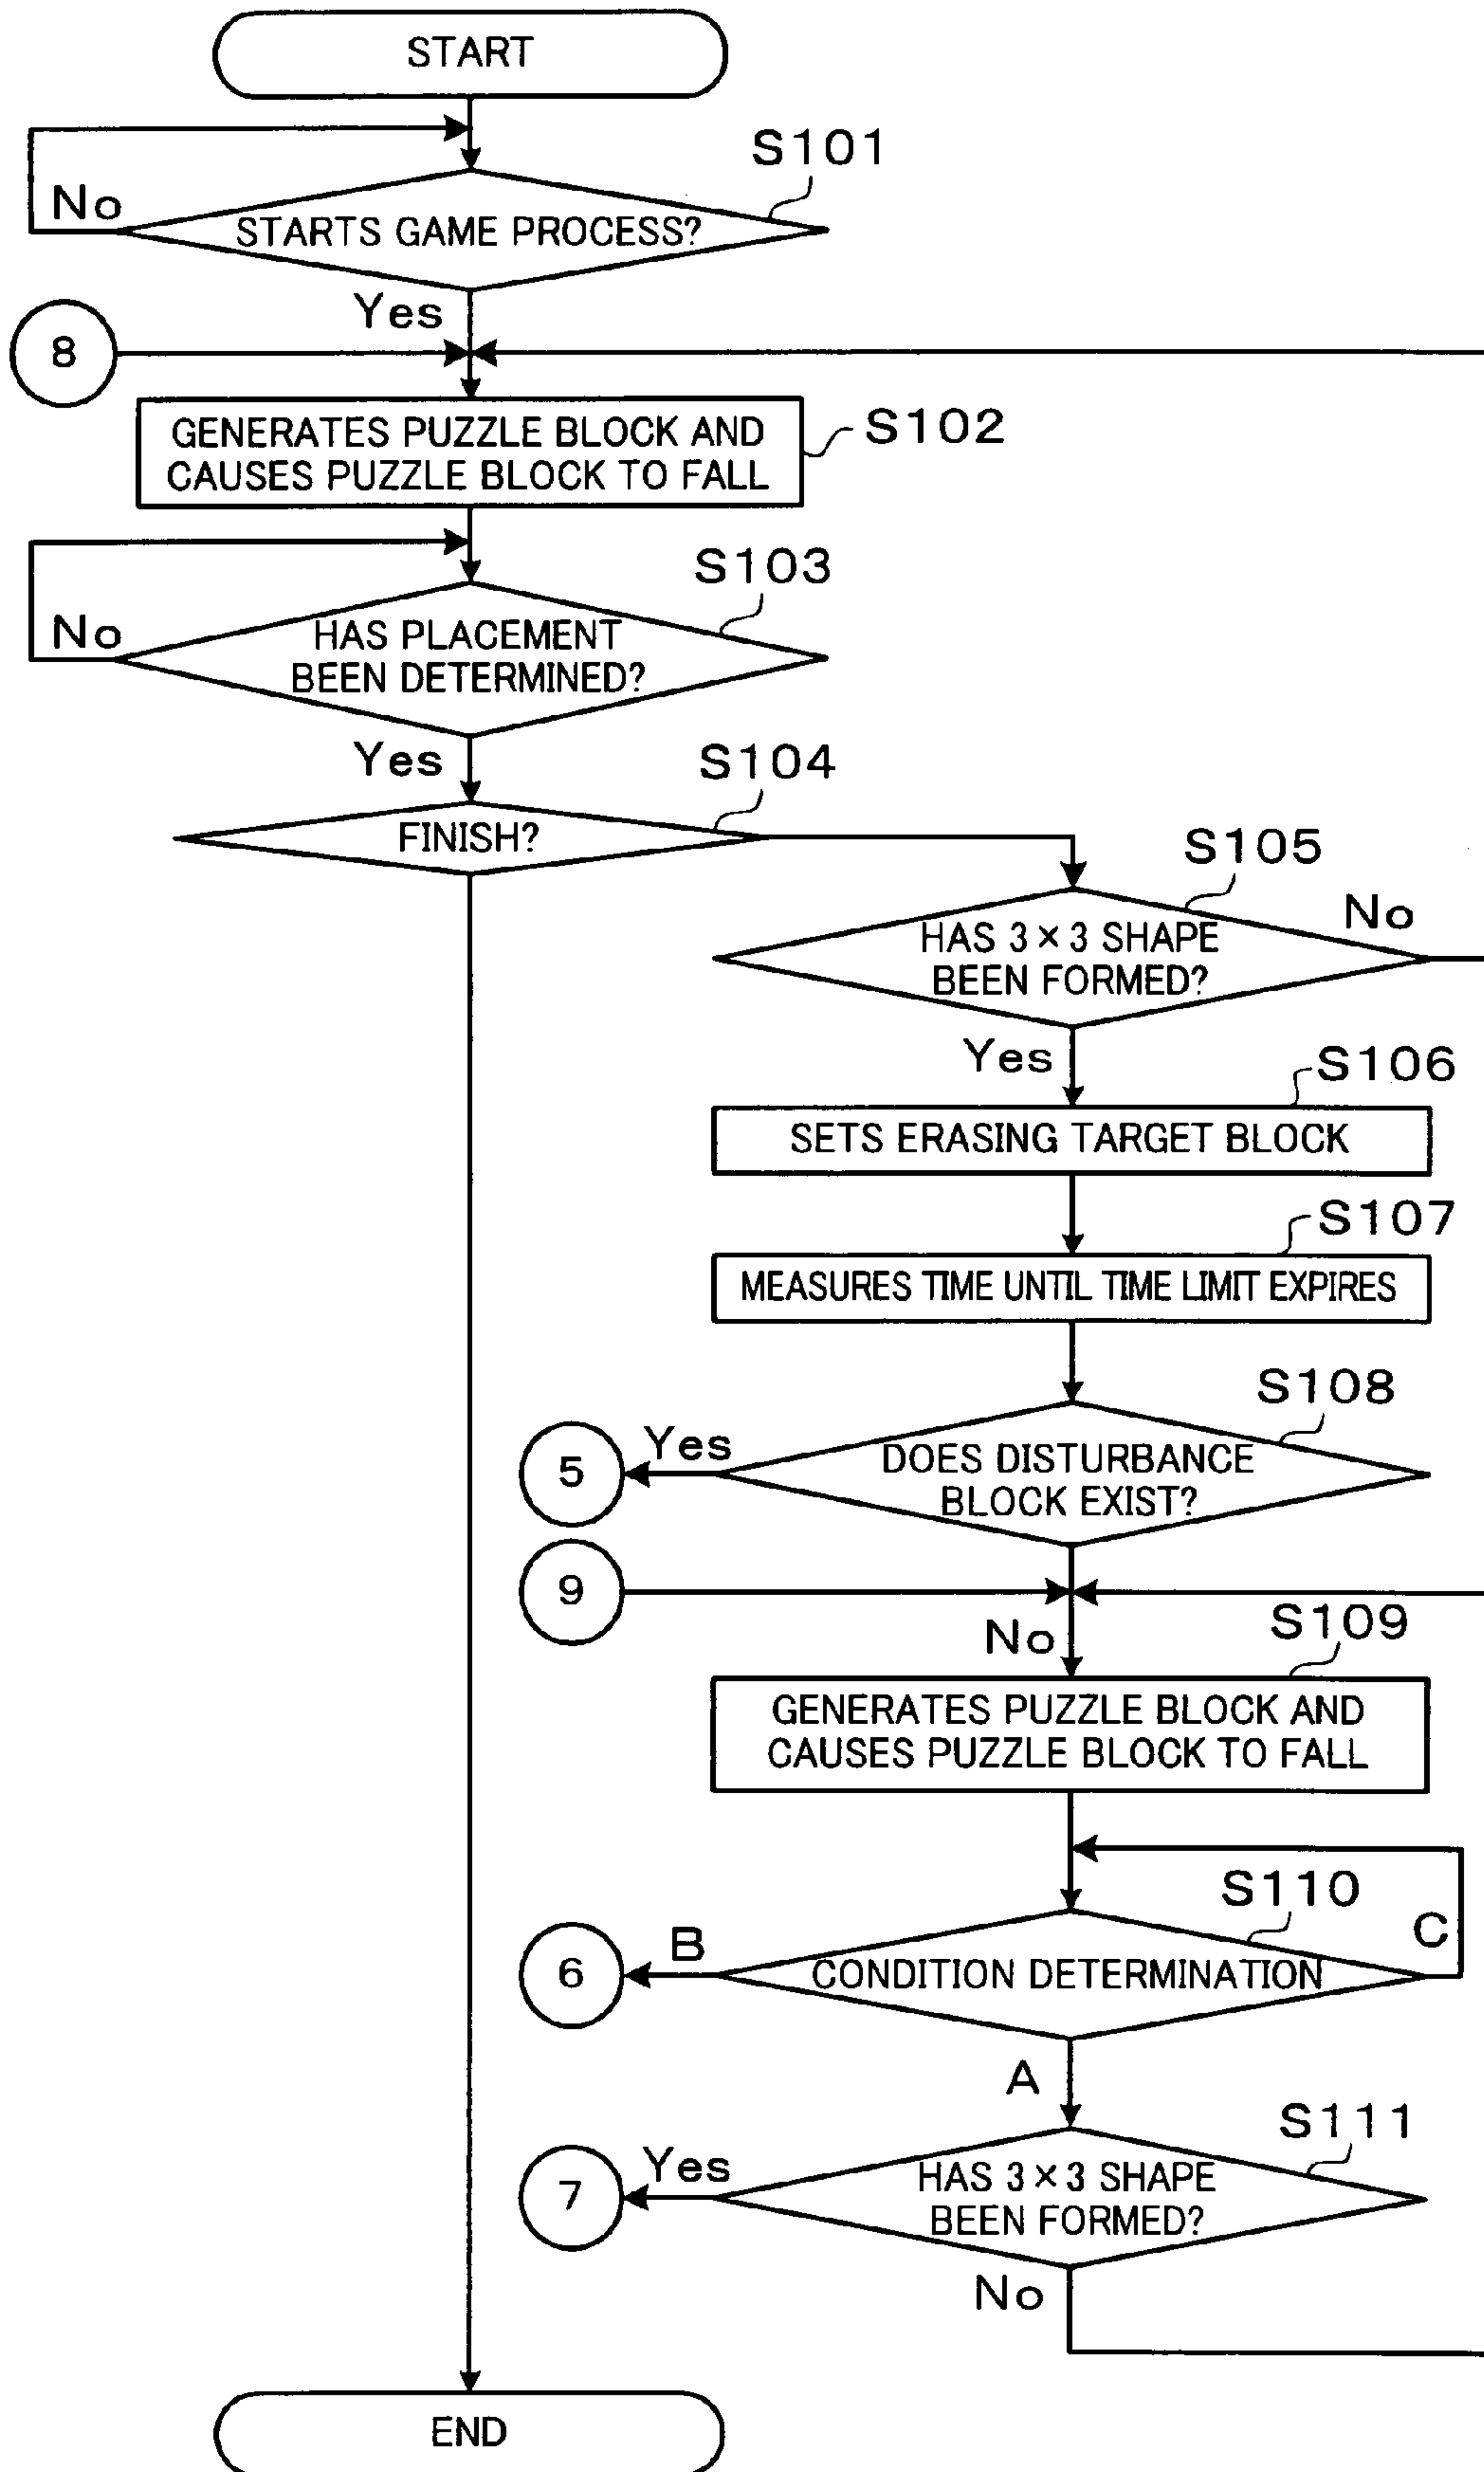 START
S101
No
STARTS GAME PROCESS?
Yes
8
GENERATES PUZZLE BLOCK AND
CAUSES PUZZLE BLOCK TO FALL
S102
S103
No
HAS PLACEMENT
BEEN DETERMINED?
Yes
S104
FINISH?
S105
HAS 3 × 3 SHAPE
BEEN FORMED?
No
Yes
S106
SETS ERASING TARGET BLOCK
S107
MEASURES TIME UNTIL TIME LIMIT EXPIRES
S108
5
Yes
DOES DISTURBANCE
BLOCK EXIST?
9
No
S109
GENERATES PUZZLE BLOCK AND
CAUSES PUZZLE BLOCK TO FALL
S110
C
6
B
CONDITION DETERMINATION
A
S111
7
Yes
HAS 3 × 3 SHAPE
BEEN FORMED?
No
END